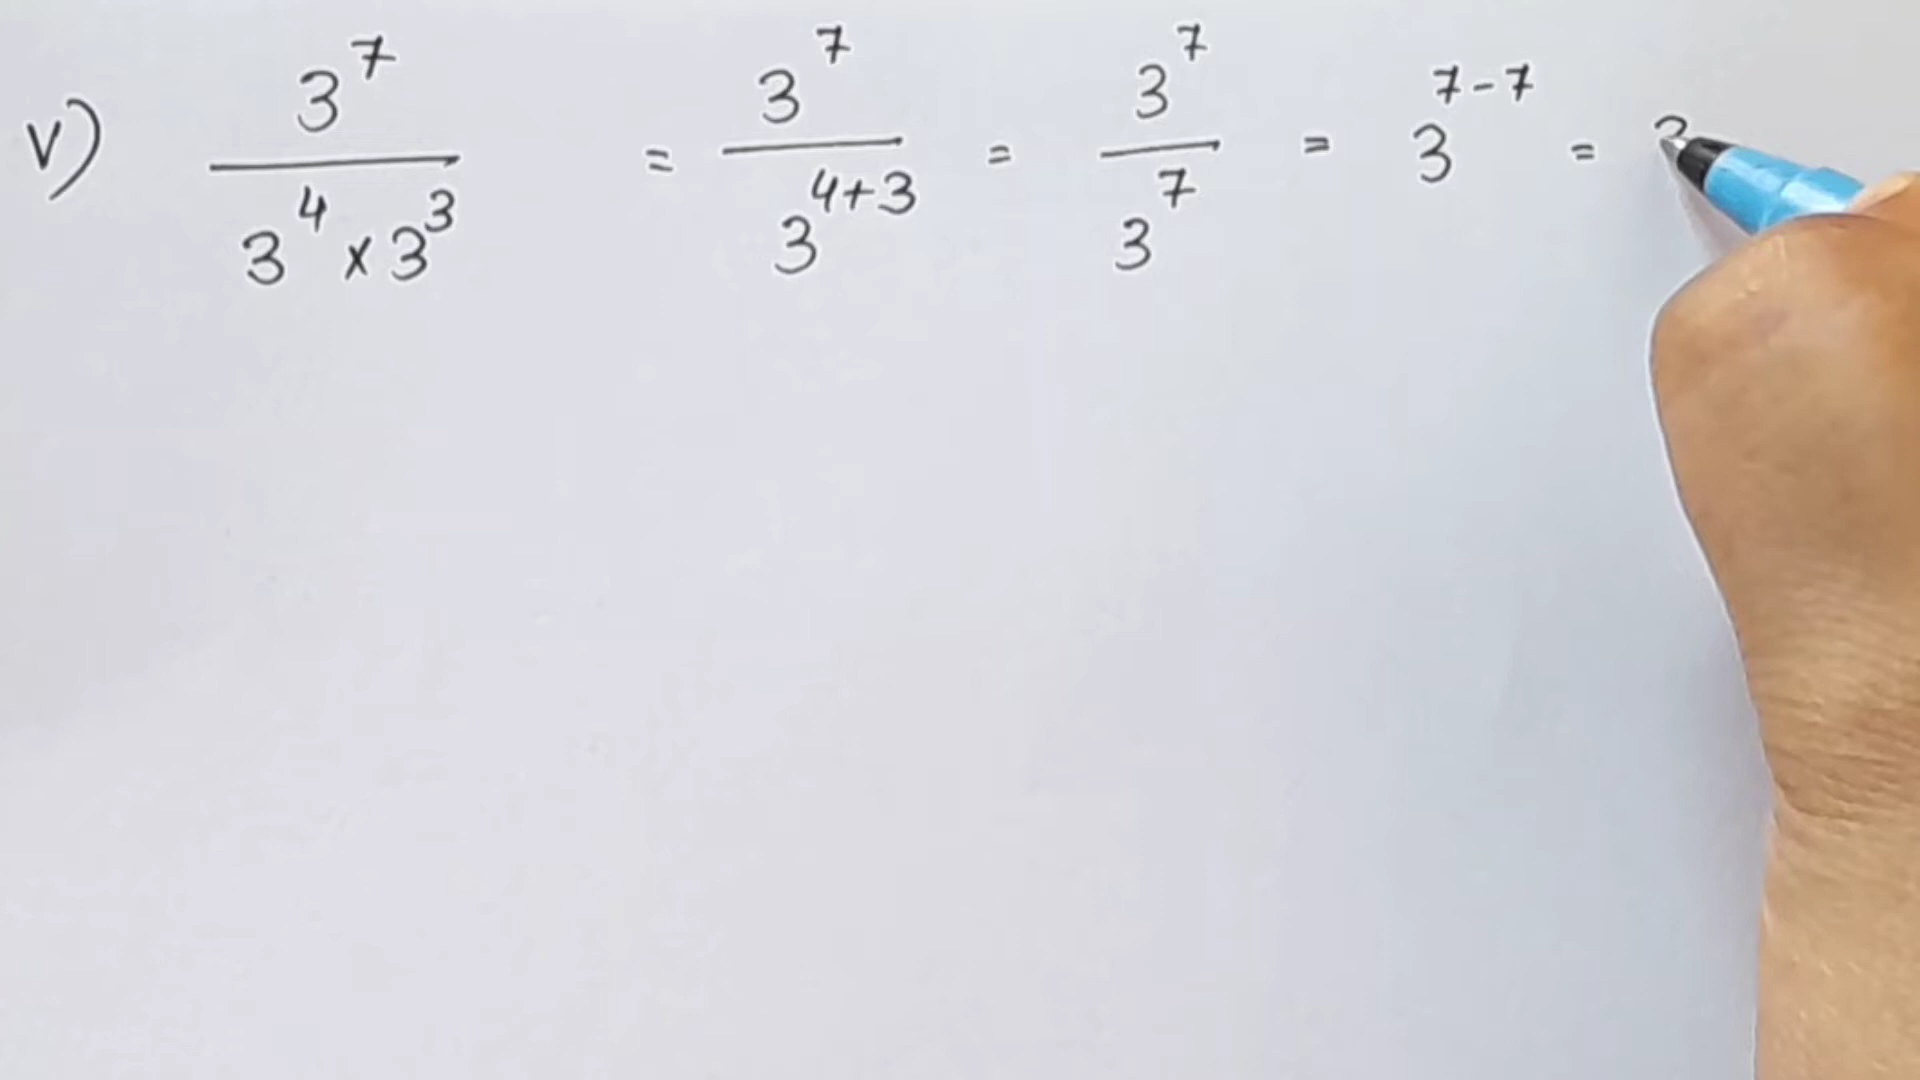 v) 3^7 / (3^4 × 3^3) = 3^7 / 3^(4+3) = 3^7 / 3^7 = 3^(7-7) =